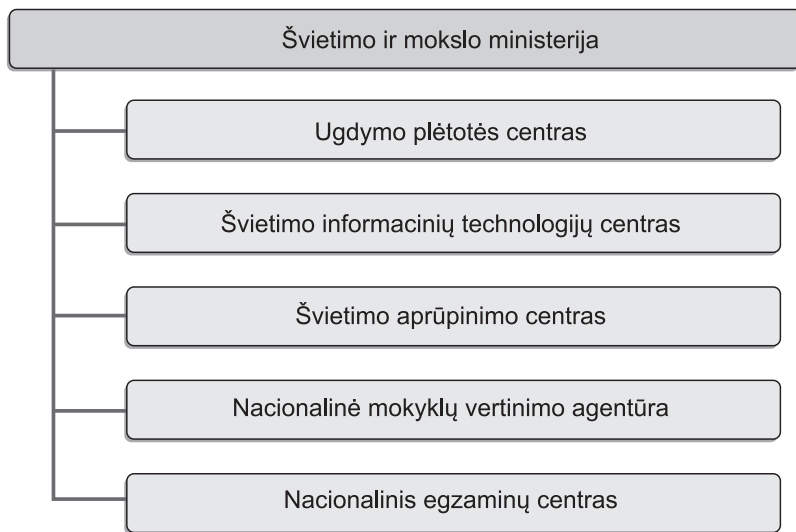 Švietimo ir mokslo ministerija
Ugdymo plėtotės centras
Švietimo informacinių technologijų centras
Švietimo aprūpinimo centras
Nacionalinė mokyklų vertinimo agentūra
Nacionalinis egzaminų centras